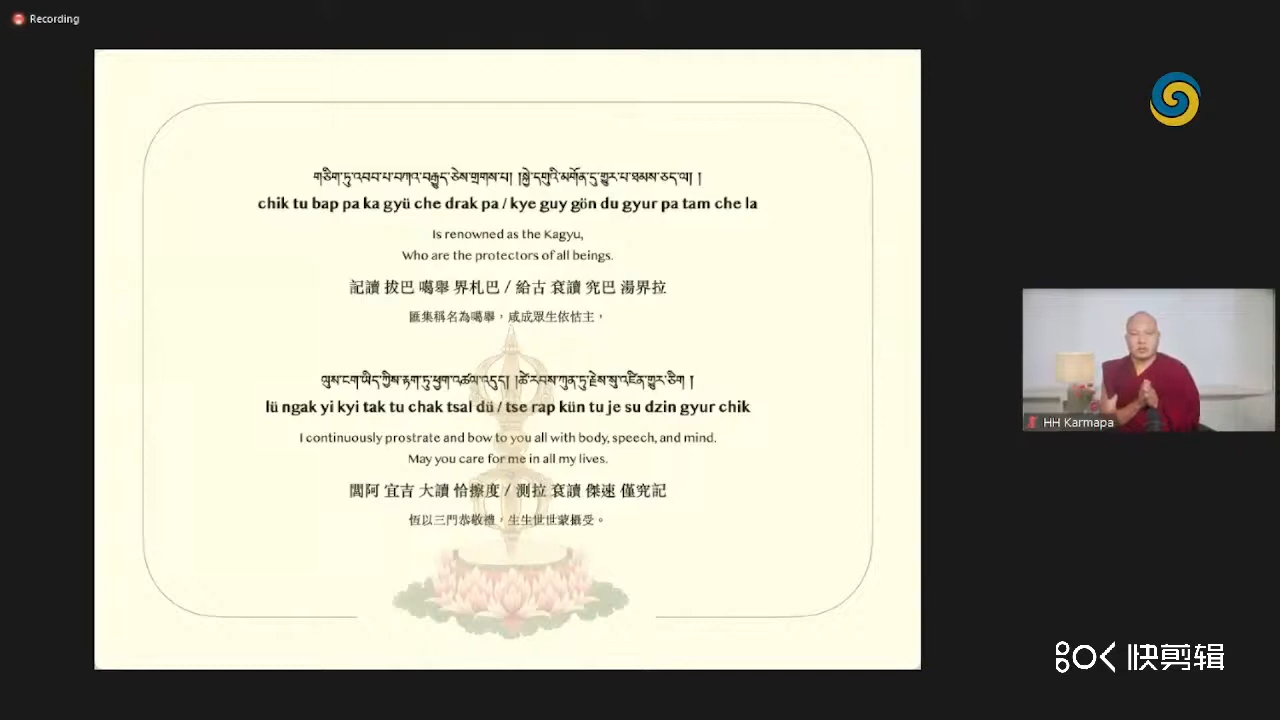 Recording
གཅིག་ཏུ་འབབ་པ་བཀའ་བརྒྱུད་ཅེས་གྲགས་པ། །སྐྱེ་དགུའི་མགོན་དུ་གྱུར་པ་ཐམས་ཅད་ལ། །
chik tu bap pa ka gyü che drak pa / kye guy gön du gyur pa tam che la
Is renowned as the Kagyu,
Who are the protectors of all beings.
記讀 拔巴 噶舉 界札巴 / 給古 袞讀 究巴 湯界拉
匯集稱名為噶舉，咸成眾生依怙主，
ལུས་ངག་ཡིད་ཀྱིས་རྟག་ཏུ་ཕྱག་འཚལ་འདུད། །ཚེ་རབས་ཀུན་ཏུ་རྗེས་སུ་འཛིན་གྱུར་ཅིག །
lü ngak yi kyi tak tu chak tsal dü / tse rap kün tu je su dzin gyur chik
I continuously prostrate and bow to you all with body, speech, and mind.
May you care for me in all my lives.
閭阿 宜吉 大讀 恰擦度 / 測拉 袞讀 傑速 僅究記
恆以三門恭敬禮，生生世世蒙攝受。
HH Karmapa
快剪辑